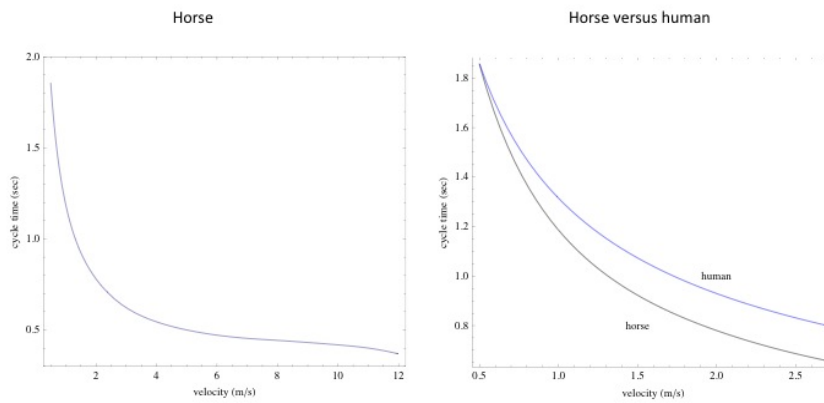 Horse
2.0
1.5
1.0
0.5
cycle time (sec)
2 4 6 8 10 12
velocity (m/s)
Horse versus human
1.8
1.6
1.4
1.2
1.0
0.8
cycle time (sec)
human
horse
0.5 1.0 1.5 2.0 2.5
velocity (m/s)